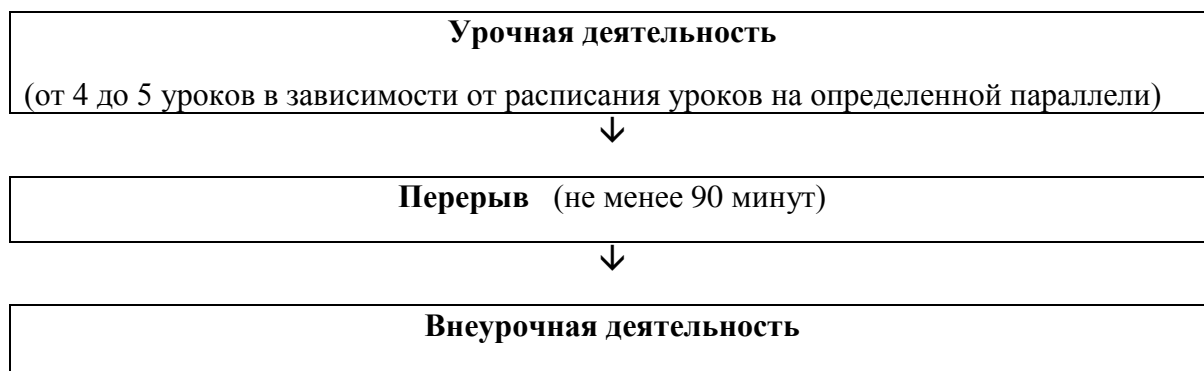 Урочная деятельность
(от 4 до 5 уроков в зависимости от расписания уроков на определенной параллели)
↓
Перерыв (не менее 90 минут)
↓
Внеурочная деятельность